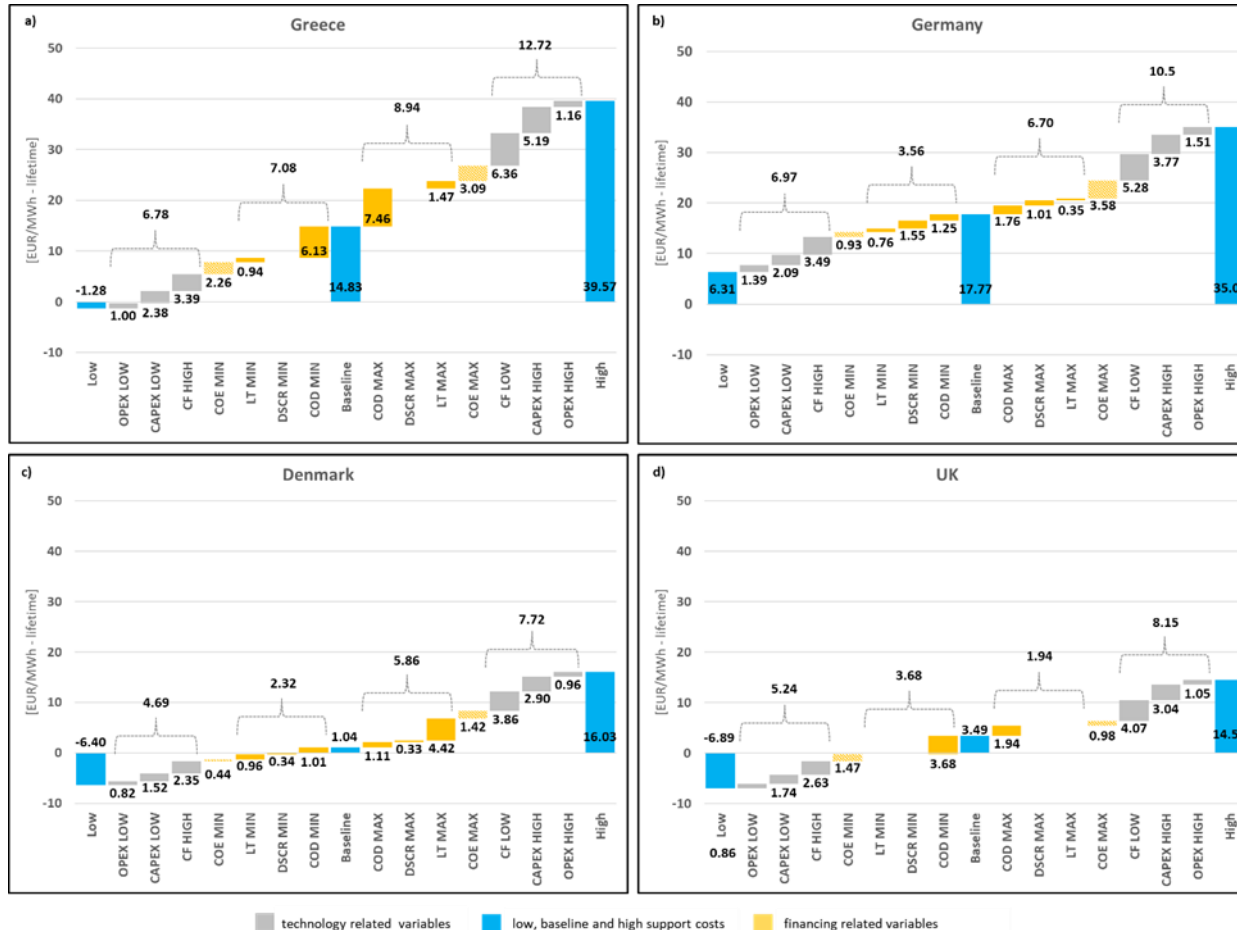 a)
Greece
[EUR/MWh - lifetime]
50
40
30
20
10
0
-10
-1.28
1.00
2.38
3.39
6.78
2.26
0.94
7.08
6.13
14.83
7.46
8.94
1.47
3.09
6.36
5.19
1.16
12.72
39.57
Low
OPEX LOW
CAPEX LOW
CF HIGH
COE MIN
LT MIN
DSCR MIN
COD MIN
Baseline
COD MAX
DSCR MAX
LT MAX
COE MAX
CF LOW
CAPEX HIGH
OPEX HIGH
High
b)
Germany
[EUR/MWh - lifetime]
50
40
30
20
10
0
-10
6.31
1.39
2.09
3.49
6.97
0.93
0.76
1.55
1.25
3.56
17.77
1.76
1.01
0.35
6.70
3.58
5.28
3.77
1.51
10.5
35.0
Low
OPEX LOW
CAPEX LOW
CF HIGH
COE MIN
LT MIN
DSCR MIN
COD MIN
Baseline
COD MAX
DSCR MAX
LT MAX
COE MAX
CF LOW
CAPEX HIGH
OPEX HIGH
High
c)
Denmark
[EUR/MWh - lifetime]
50
40
30
20
10
0
-10
-6.40
0.82
1.52
2.35
4.69
0.44
0.96
0.34
1.01
2.32
1.04
1.11
0.33
4.42
5.86
1.42
3.86
2.90
0.96
7.72
16.03
Low
OPEX LOW
CAPEX LOW
CF HIGH
COE MIN
LT MIN
DSCR MIN
COD MIN
Baseline
COD MAX
DSCR MAX
LT MAX
COE MAX
CF LOW
CAPEX HIGH
OPEX HIGH
High
d)
UK
[EUR/MWh - lifetime]
50
40
30
20
10
0
-10
-6.89
0.86
1.74
2.63
5.24
1.47
3.68
3.68
3.49
1.94
1.94
0.98
4.07
3.04
1.05
8.15
14.5
Low
OPEX LOW
CAPEX LOW
CF HIGH
COE MIN
LT MIN
DSCR MIN
COD MIN
Baseline
COD MAX
DSCR MAX
LT MAX
COE MAX
CF LOW
CAPEX HIGH
OPEX HIGH
High
technology related variables
low, baseline and high support costs
financing related variables